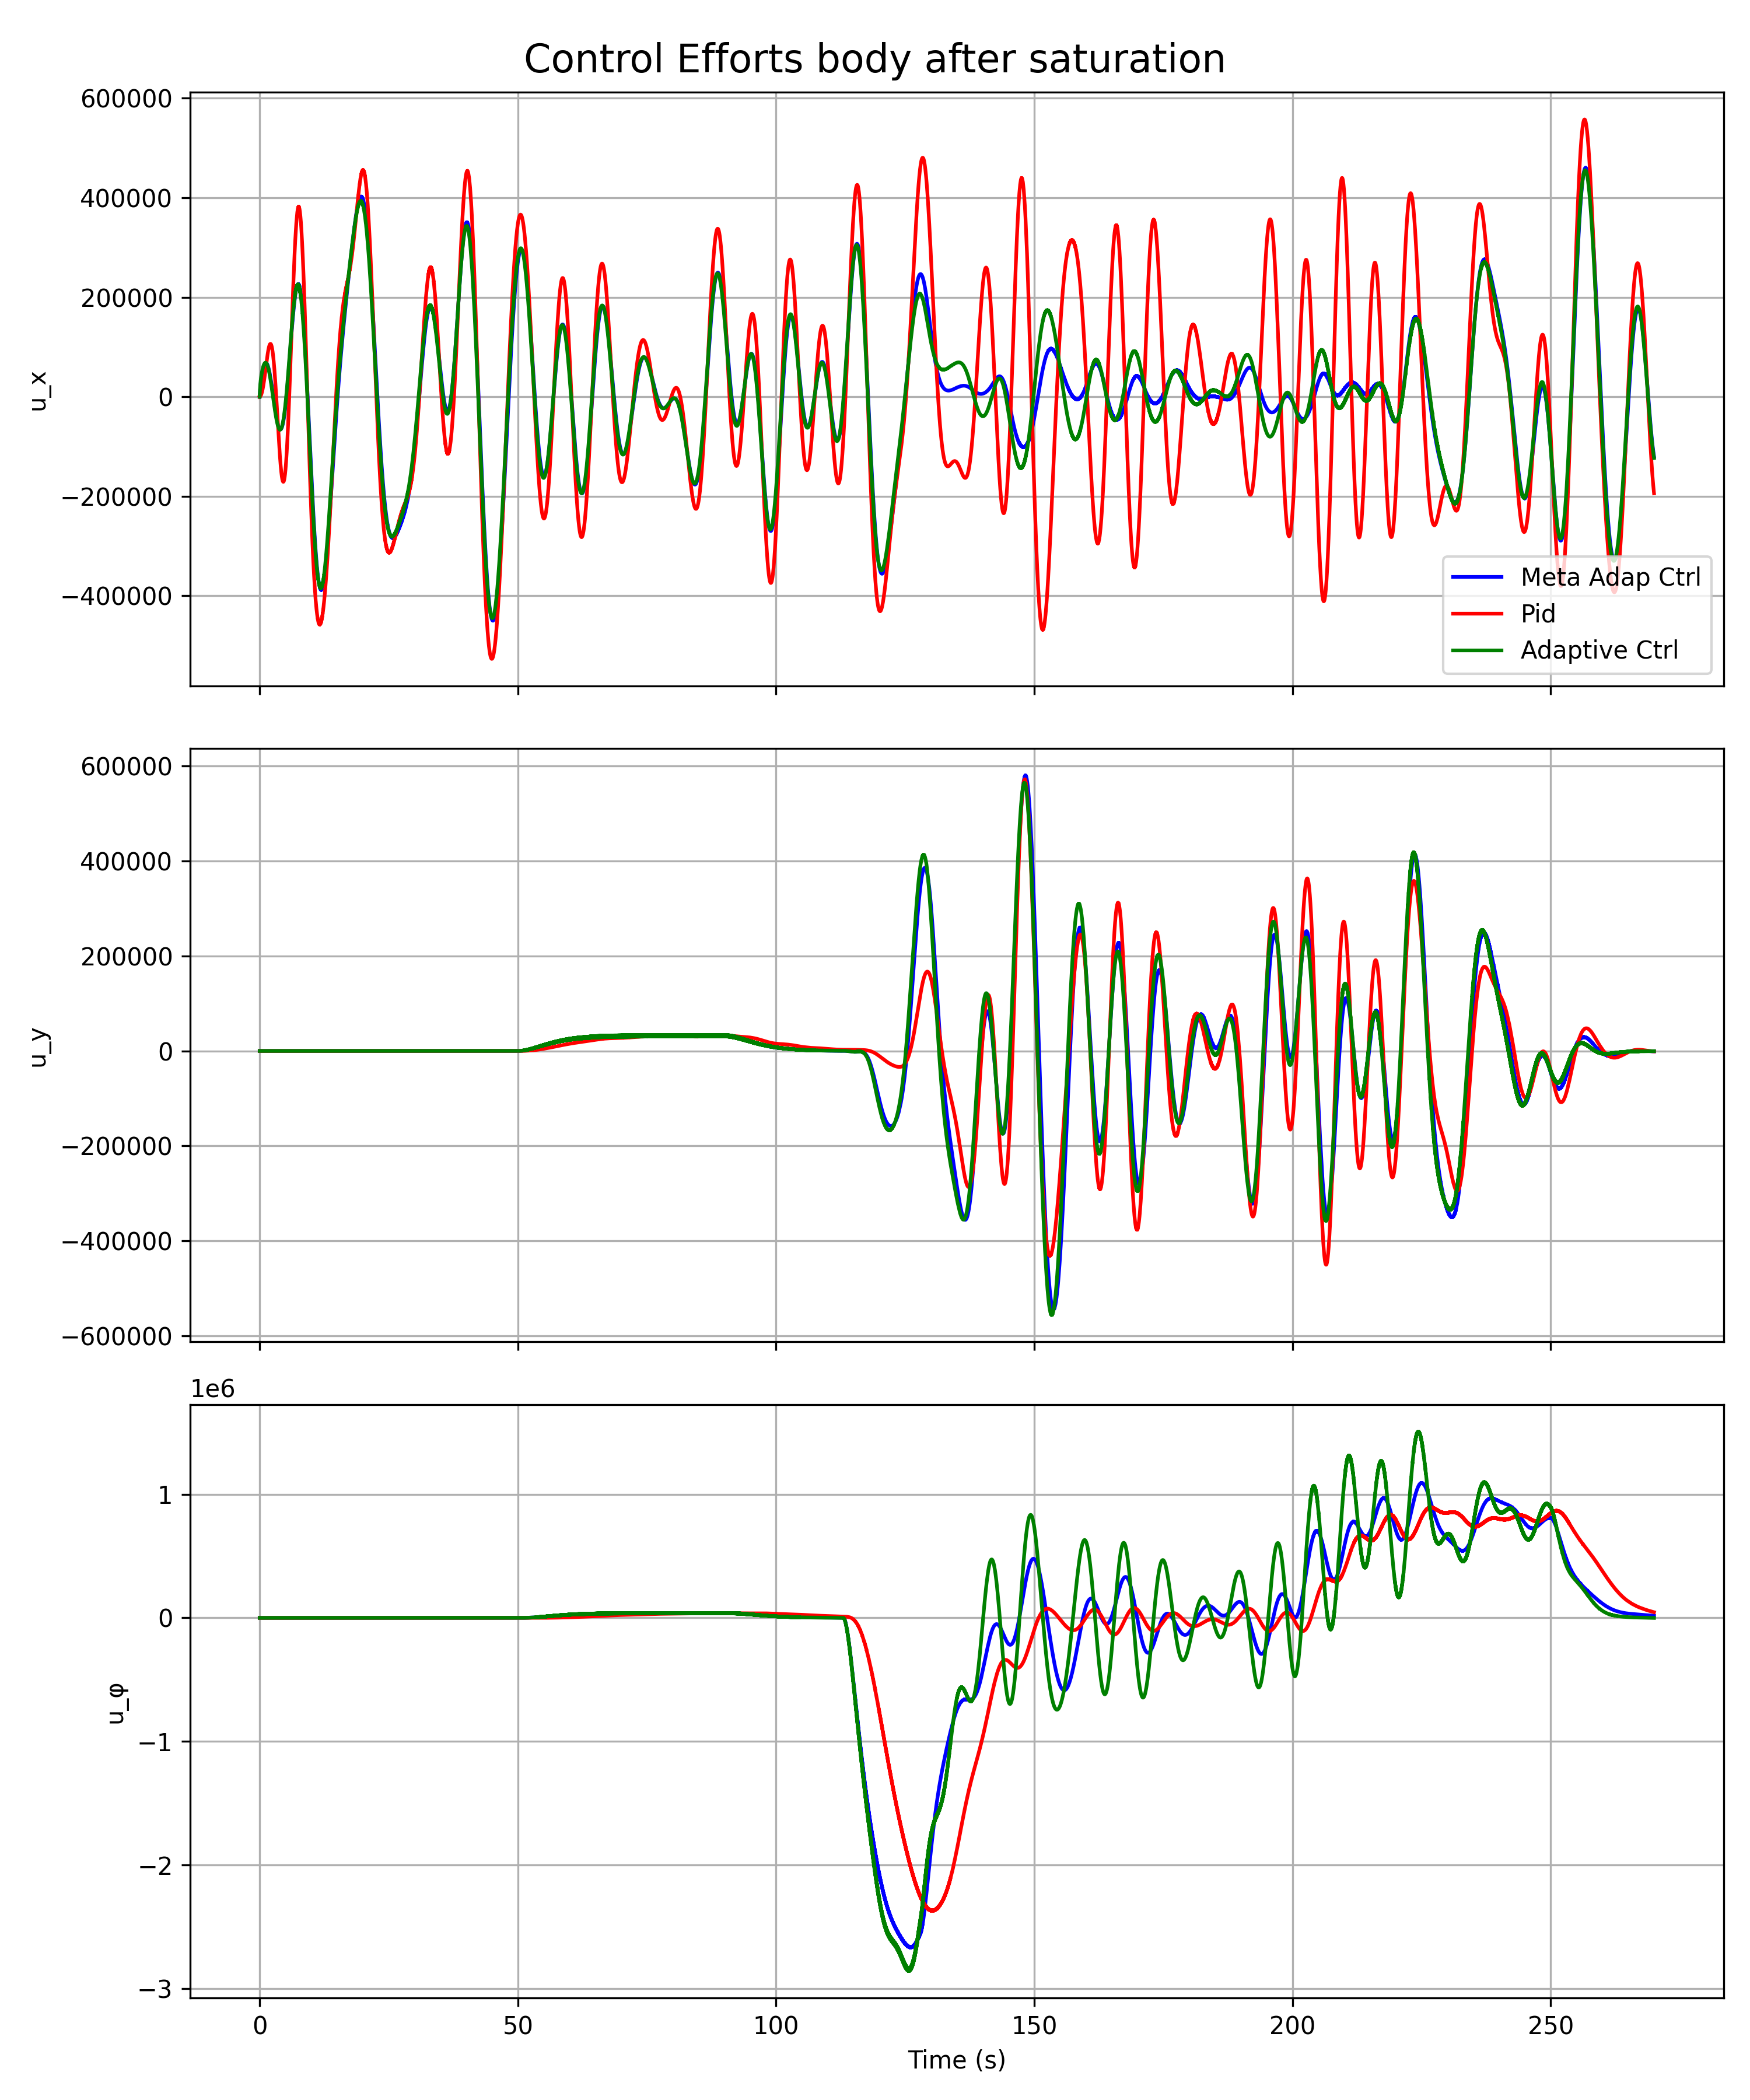 Control Efforts body after saturation
600000
400000
200000
0
−200000
−400000
u_x
Meta Adap Ctrl
Pid
Adaptive Ctrl
600000
400000
200000
0
−200000
−400000
−600000
u_y
1e6
1
0
−1
−2
−3
u_φ
0 50 100 150 200 250
Time (s)